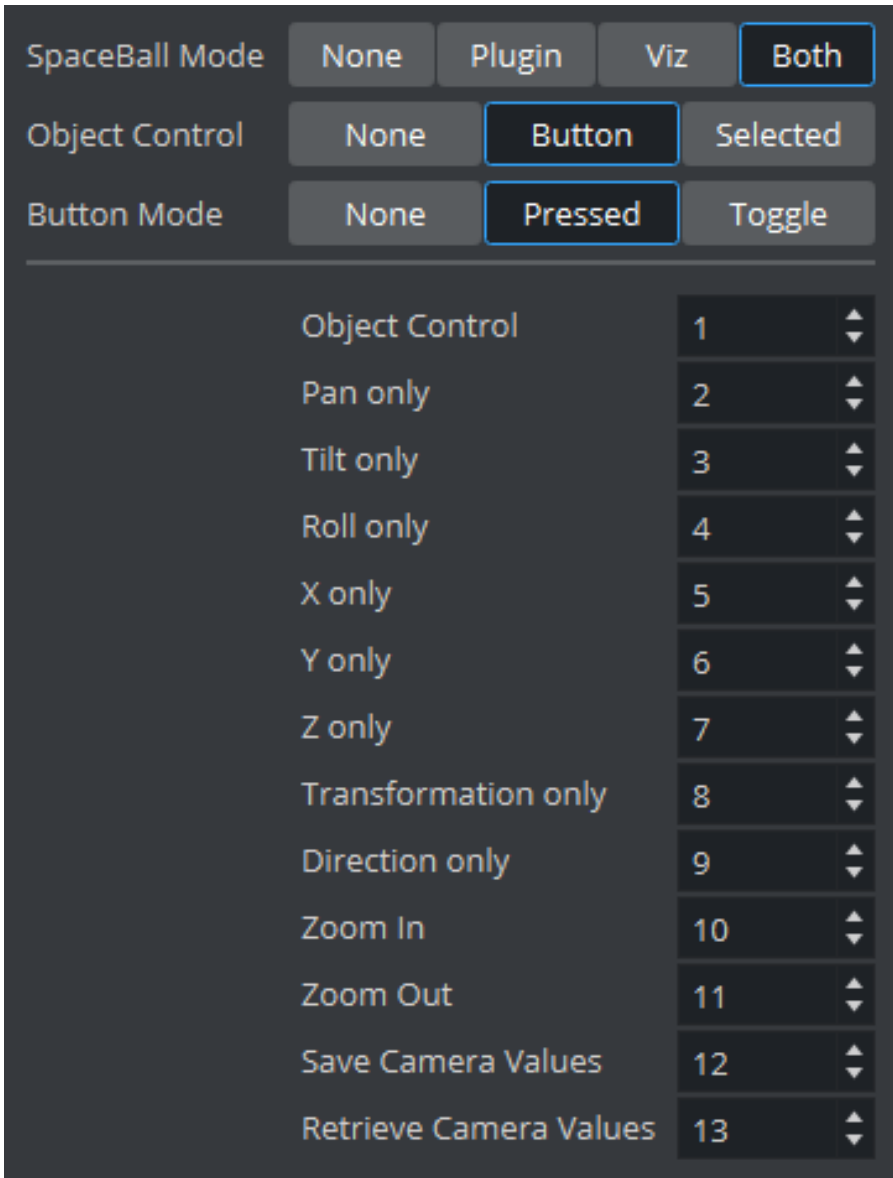 SpaceBall Mode None Plugin Viz Both
Object Control None Button Selected
Button Mode None Pressed Toggle
Object Control 1
Pan only 2
Tilt only 3
Roll only 4
X only 5
Y only 6
Z only 7
Transformation only 8
Direction only 9
Zoom In 10
Zoom Out 11
Save Camera Values 12
Retrieve Camera Values 13